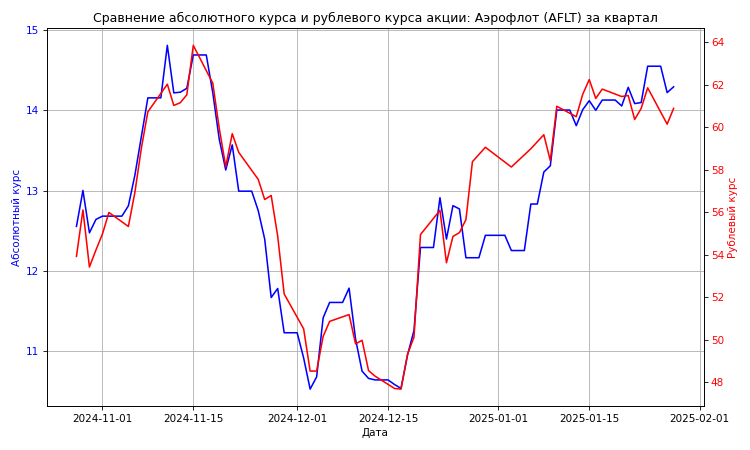 Сравнение абсолютного курса и рублевого курса акции: Аэрофлот (AFLT) за квартал
Абсолютный курс
15
14
13
12
11
64
62
60
58
56
54
52
50
48
Рублевый курс
2024-11-01 2024-11-15 2024-12-01 2024-12-15 2025-01-01 2025-01-15 2025-02-01
Дата